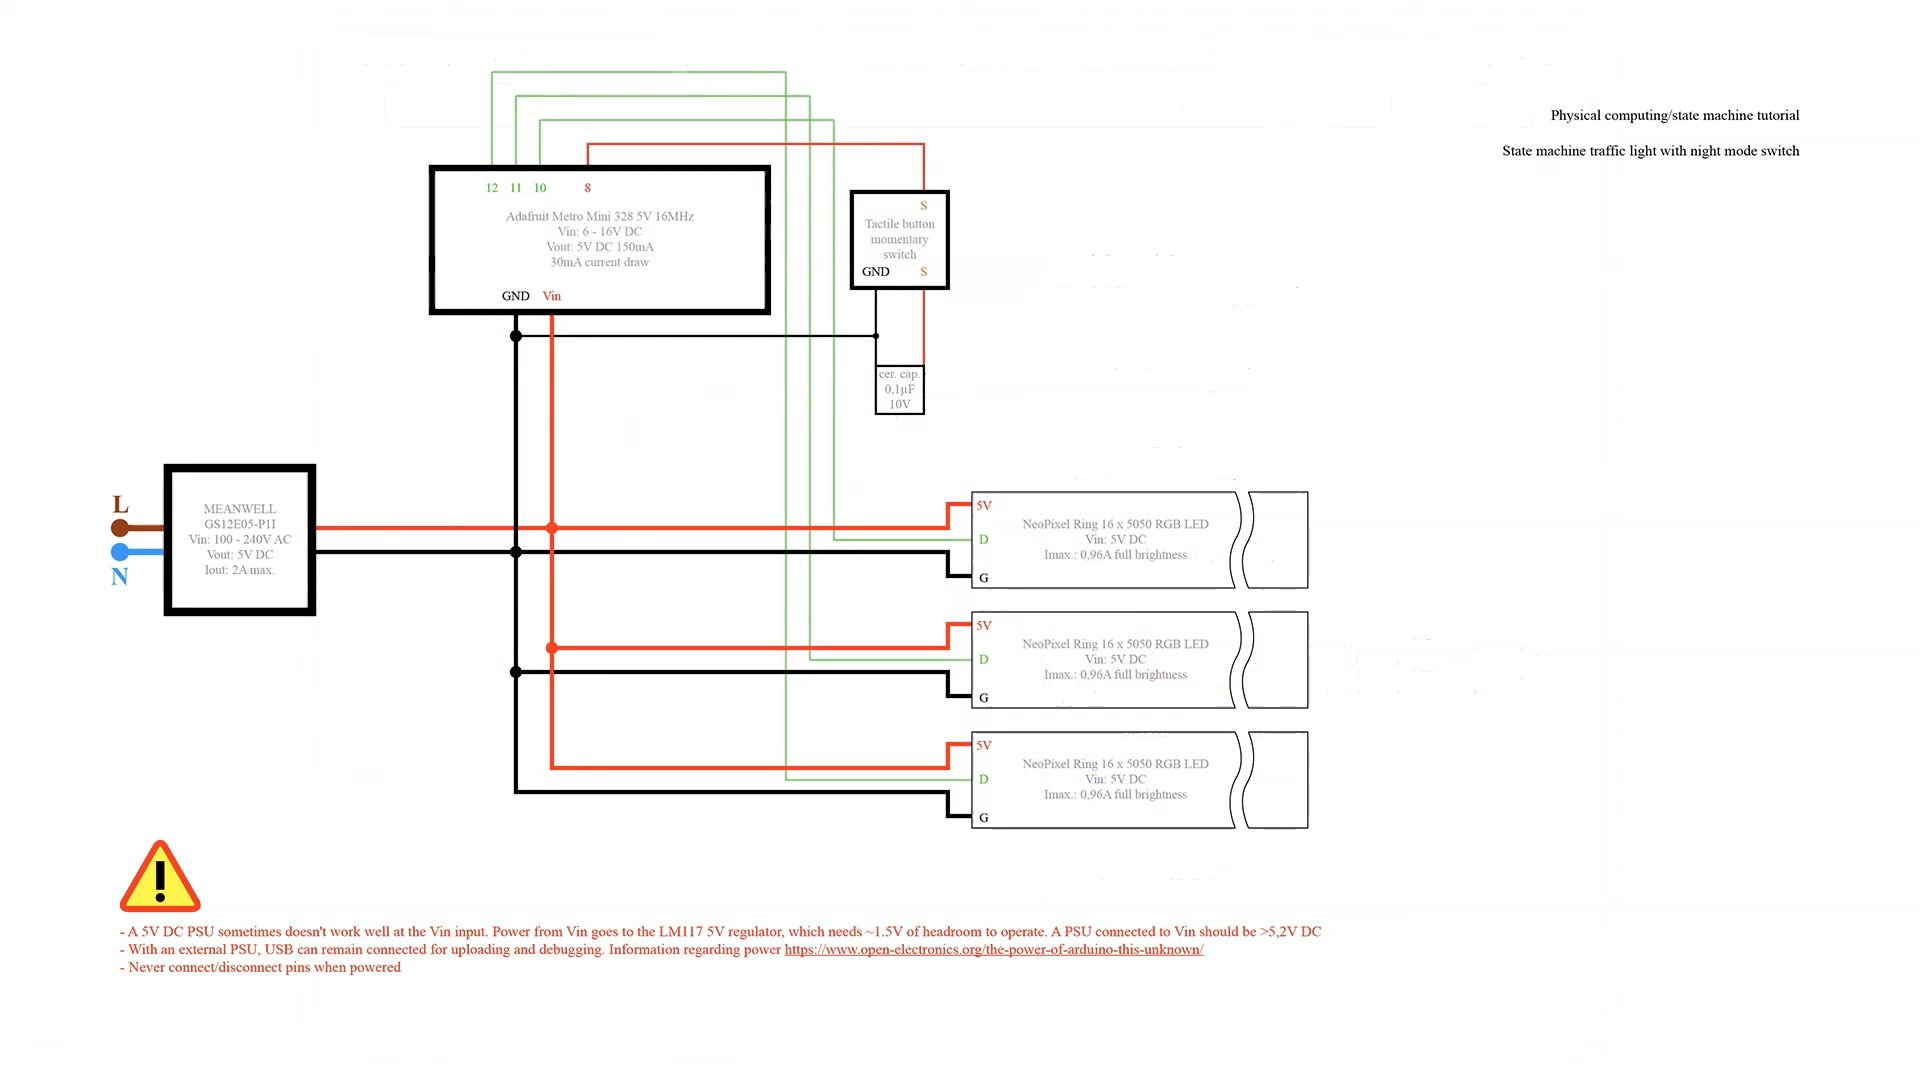 Physical computing/state machine tutorial
State machine traffic light with night mode switch
12 11 10 8
Adafruit Metro Mini 328 5V 16MHz
Vin: 6 - 16V DC
Vout: 5V DC 150mA
30mA current draw
GND Vin
S
Tactile button
momentary
switch
GND S
cer. cap.
0,1µF
10V
L
N
MEANWELL
GS12E05-P1I
Vin: 100 - 240V AC
Vout: 5V DC
Iout: 2A max.
5V
NeoPixel Ring 16 x 5050 RGB LED
D
Vin: 5V DC
Imax.: 0,96A full brightness
G
5V
NeoPixel Ring 16 x 5050 RGB LED
D
Vin: 5V DC
Imax.: 0,96A full brightness
G
5V
NeoPixel Ring 16 x 5050 RGB LED
D
Vin: 5V DC
Imax.: 0,96A full brightness
G
- A 5V DC PSU sometimes doesn't work well at the Vin input. Power from Vin goes to the LM117 5V regulator, which needs ~1.5V of headroom to operate. A PSU connected to Vin should be >5,2V DC
- With an external PSU, USB can remain connected for uploading and debugging. Information regarding power https://www.open-electronics.org/the-power-of-arduino-this-unknown/
- Never connect/disconnect pins when powered